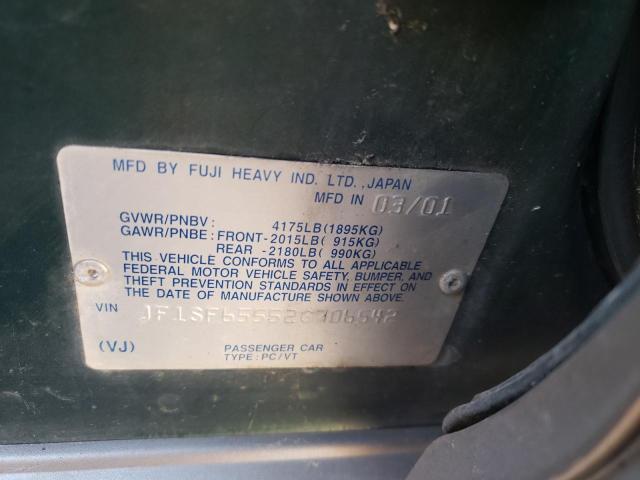 MFD BY FUJI HEAVY IND. LTD.,JAPAN
MFD IN 03/01
GVWR/PNBV : 4175LB(1895KG)
GAWR/PNBE : FRONT-2015LB( 915KG)
REAR -2180LB( 990KG)
THIS VEHICLE CONFORMS TO ALL APPLICABLE
FEDERAL MOTOR VEHICLE SAFETY, BUMPER, AND
THEFT PREVENTION STANDARDS IN EFFECT ON
THE DATE OF MANUFACTURE SHOWN ABOVE.
VIN
(VJ)
PASSENGER CAR
TYPE: PC/VT